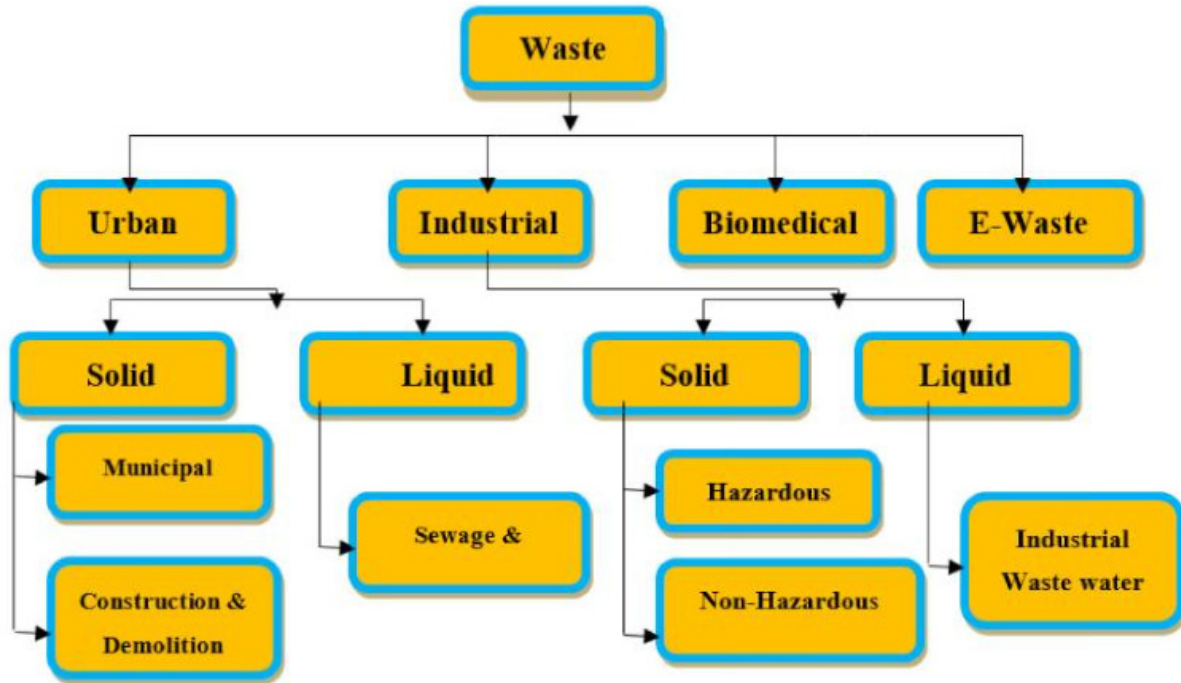 Waste
Urban
Industrial
Biomedical
E-Waste
Solid
Liquid
Solid
Liquid
Municipal
Construction &
Demolition
Sewage &
Hazardous
Non-Hazardous
Industrial
Waste water